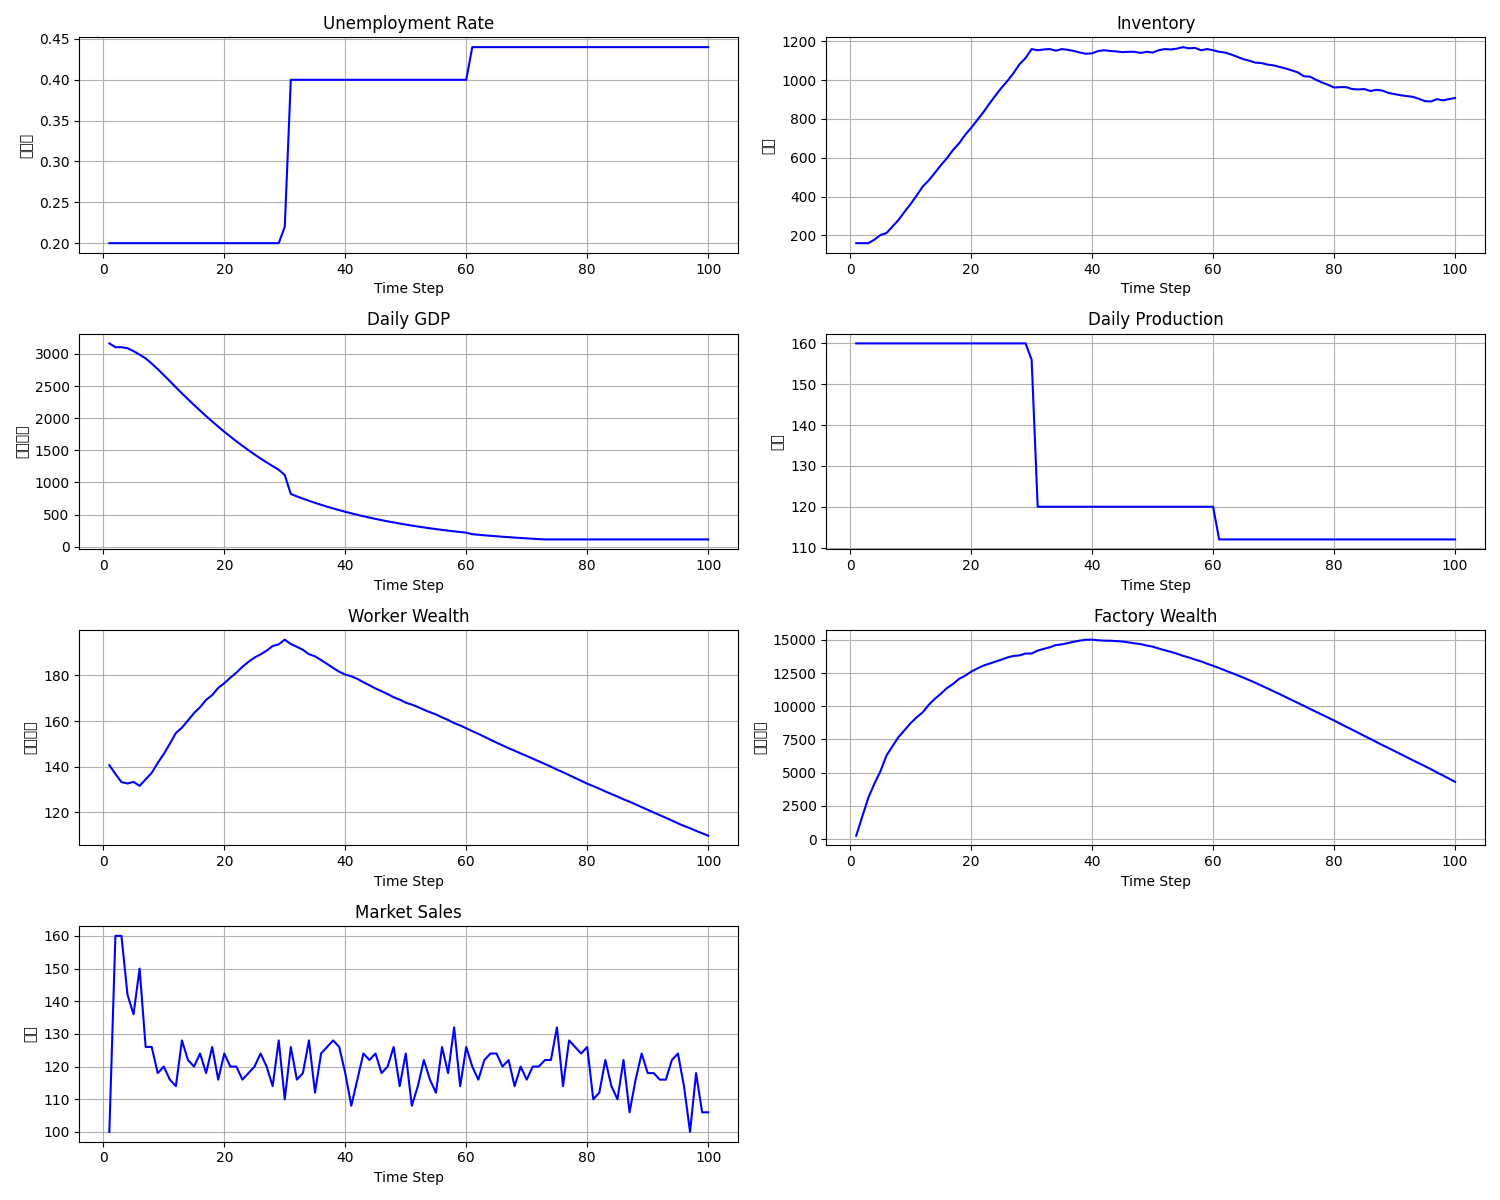 Unemployment Rate
0.45
0.40
0.35
0.30
0.25
0.20
0 20 40 60 80 100
Time Step
Inventory
1200
1000
800
600
400
200
0 20 40 60 80 100
Time Step
Daily GDP
3000
2500
2000
1500
1000
500
0
0 20 40 60 80 100
Time Step
Daily Production
160
150
140
130
120
110
0 20 40 60 80 100
Time Step
Worker Wealth
180
160
140
120
0 20 40 60 80 100
Time Step
Factory Wealth
15000
12500
10000
7500
5000
2500
0
0 20 40 60 80 100
Time Step
Market Sales
160
150
140
130
120
110
100
0 20 40 60 80 100
Time Step